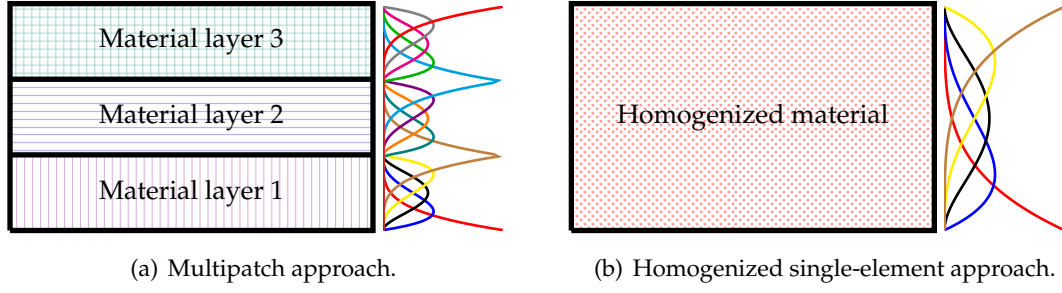 Material layer 3
Material layer 2
Material layer 1
(a) Multipatch approach.
Homogenized material
(b) Homogenized single-element approach.